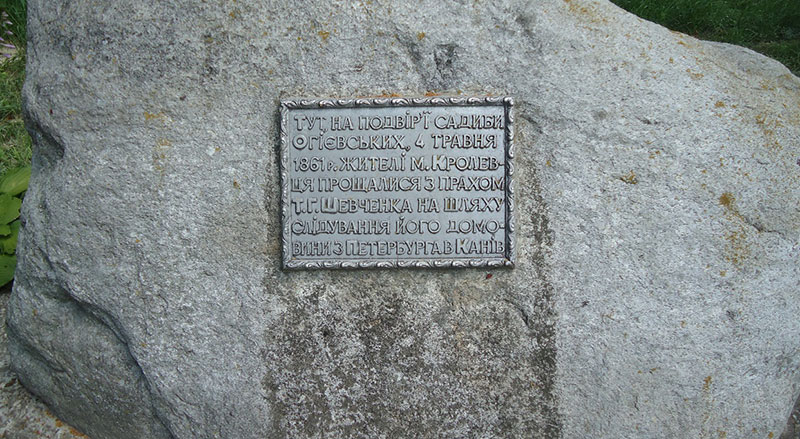 ТУТ, НА ПОДВІР'Ї САДИБИ
ОГІЄВСЬКИХ, 4 ТРАВНЯ
1861 р. ЖИТЕЛІ М. КРОЛЕВ-
ЦЯ ПРОЩАЛИСЯ З ПРАХОМ
Т.Г. ШЕВЧЕНКА НА ШЛЯХУ
СЛІДУВАННЯ ЙОГО ДОМО-
ВИНИ З ПЕТЕРБУРГА В КАНІВ